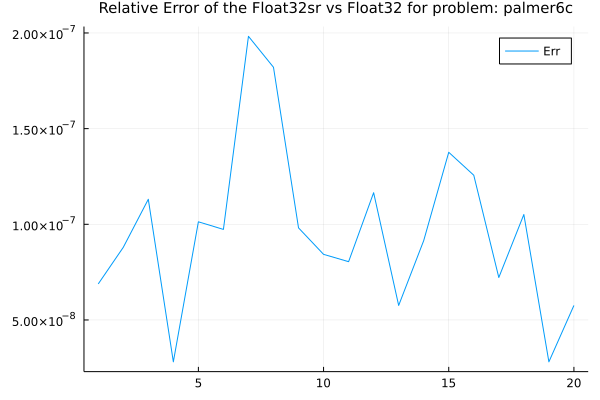 Relative Error of the Float32sr vs Float32 for problem: palmer6c
Err
2.00×10⁻⁷
1.50×10⁻⁷
1.00×10⁻⁷
5.00×10⁻⁸
5 10 15 20